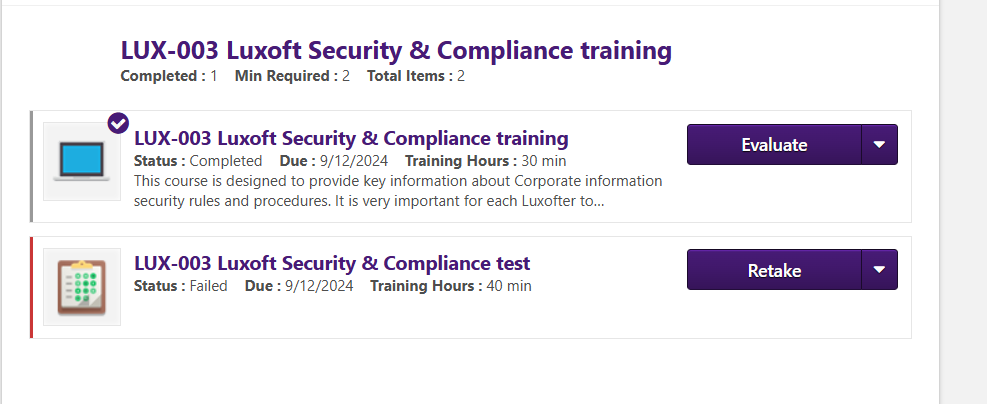 LUX-003 Luxoft Security & Compliance training
Completed : 1 Min Required : 2 Total Items : 2
LUX-003 Luxoft Security & Compliance training
Status : Completed Due : 9/12/2024 Training Hours : 30 min
This course is designed to provide key information about Corporate information
security rules and procedures. It is very important for each Luxofter to...
Evaluate
LUX-003 Luxoft Security & Compliance test
Status : Failed Due : 9/12/2024 Training Hours : 40 min
Retake